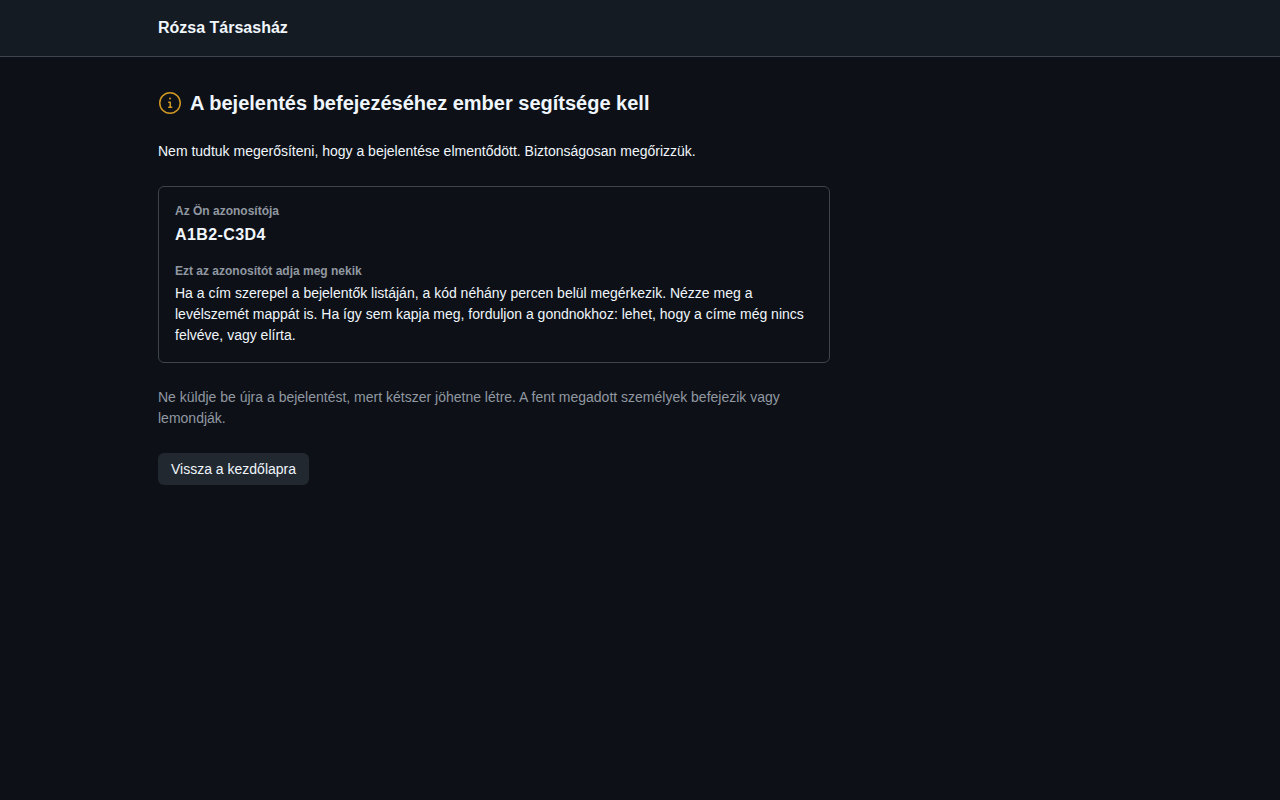 Rózsa Társasház
A bejelentés befejezéséhez ember segítsége kell
Nem tudtuk megerősíteni, hogy a bejelentése elmentődött. Biztonságosan megőrizzük.
Az Ön azonosítója
A1B2-C3D4
Ezt az azonosítót adja meg nekik
Ha a cím szerepel a bejelentők listáján, a kód néhány percen belül megérkezik. Nézze meg a
levélszemét mappát is. Ha így sem kapja meg, forduljon a gondnokhoz: lehet, hogy a címe még nincs
felvéve, vagy elírta.
Ne küldje be újra a bejelentést, mert kétszer jöhetne létre. A fent megadott személyek befejezik vagy
lemondják.
Vissza a kezdőlapra